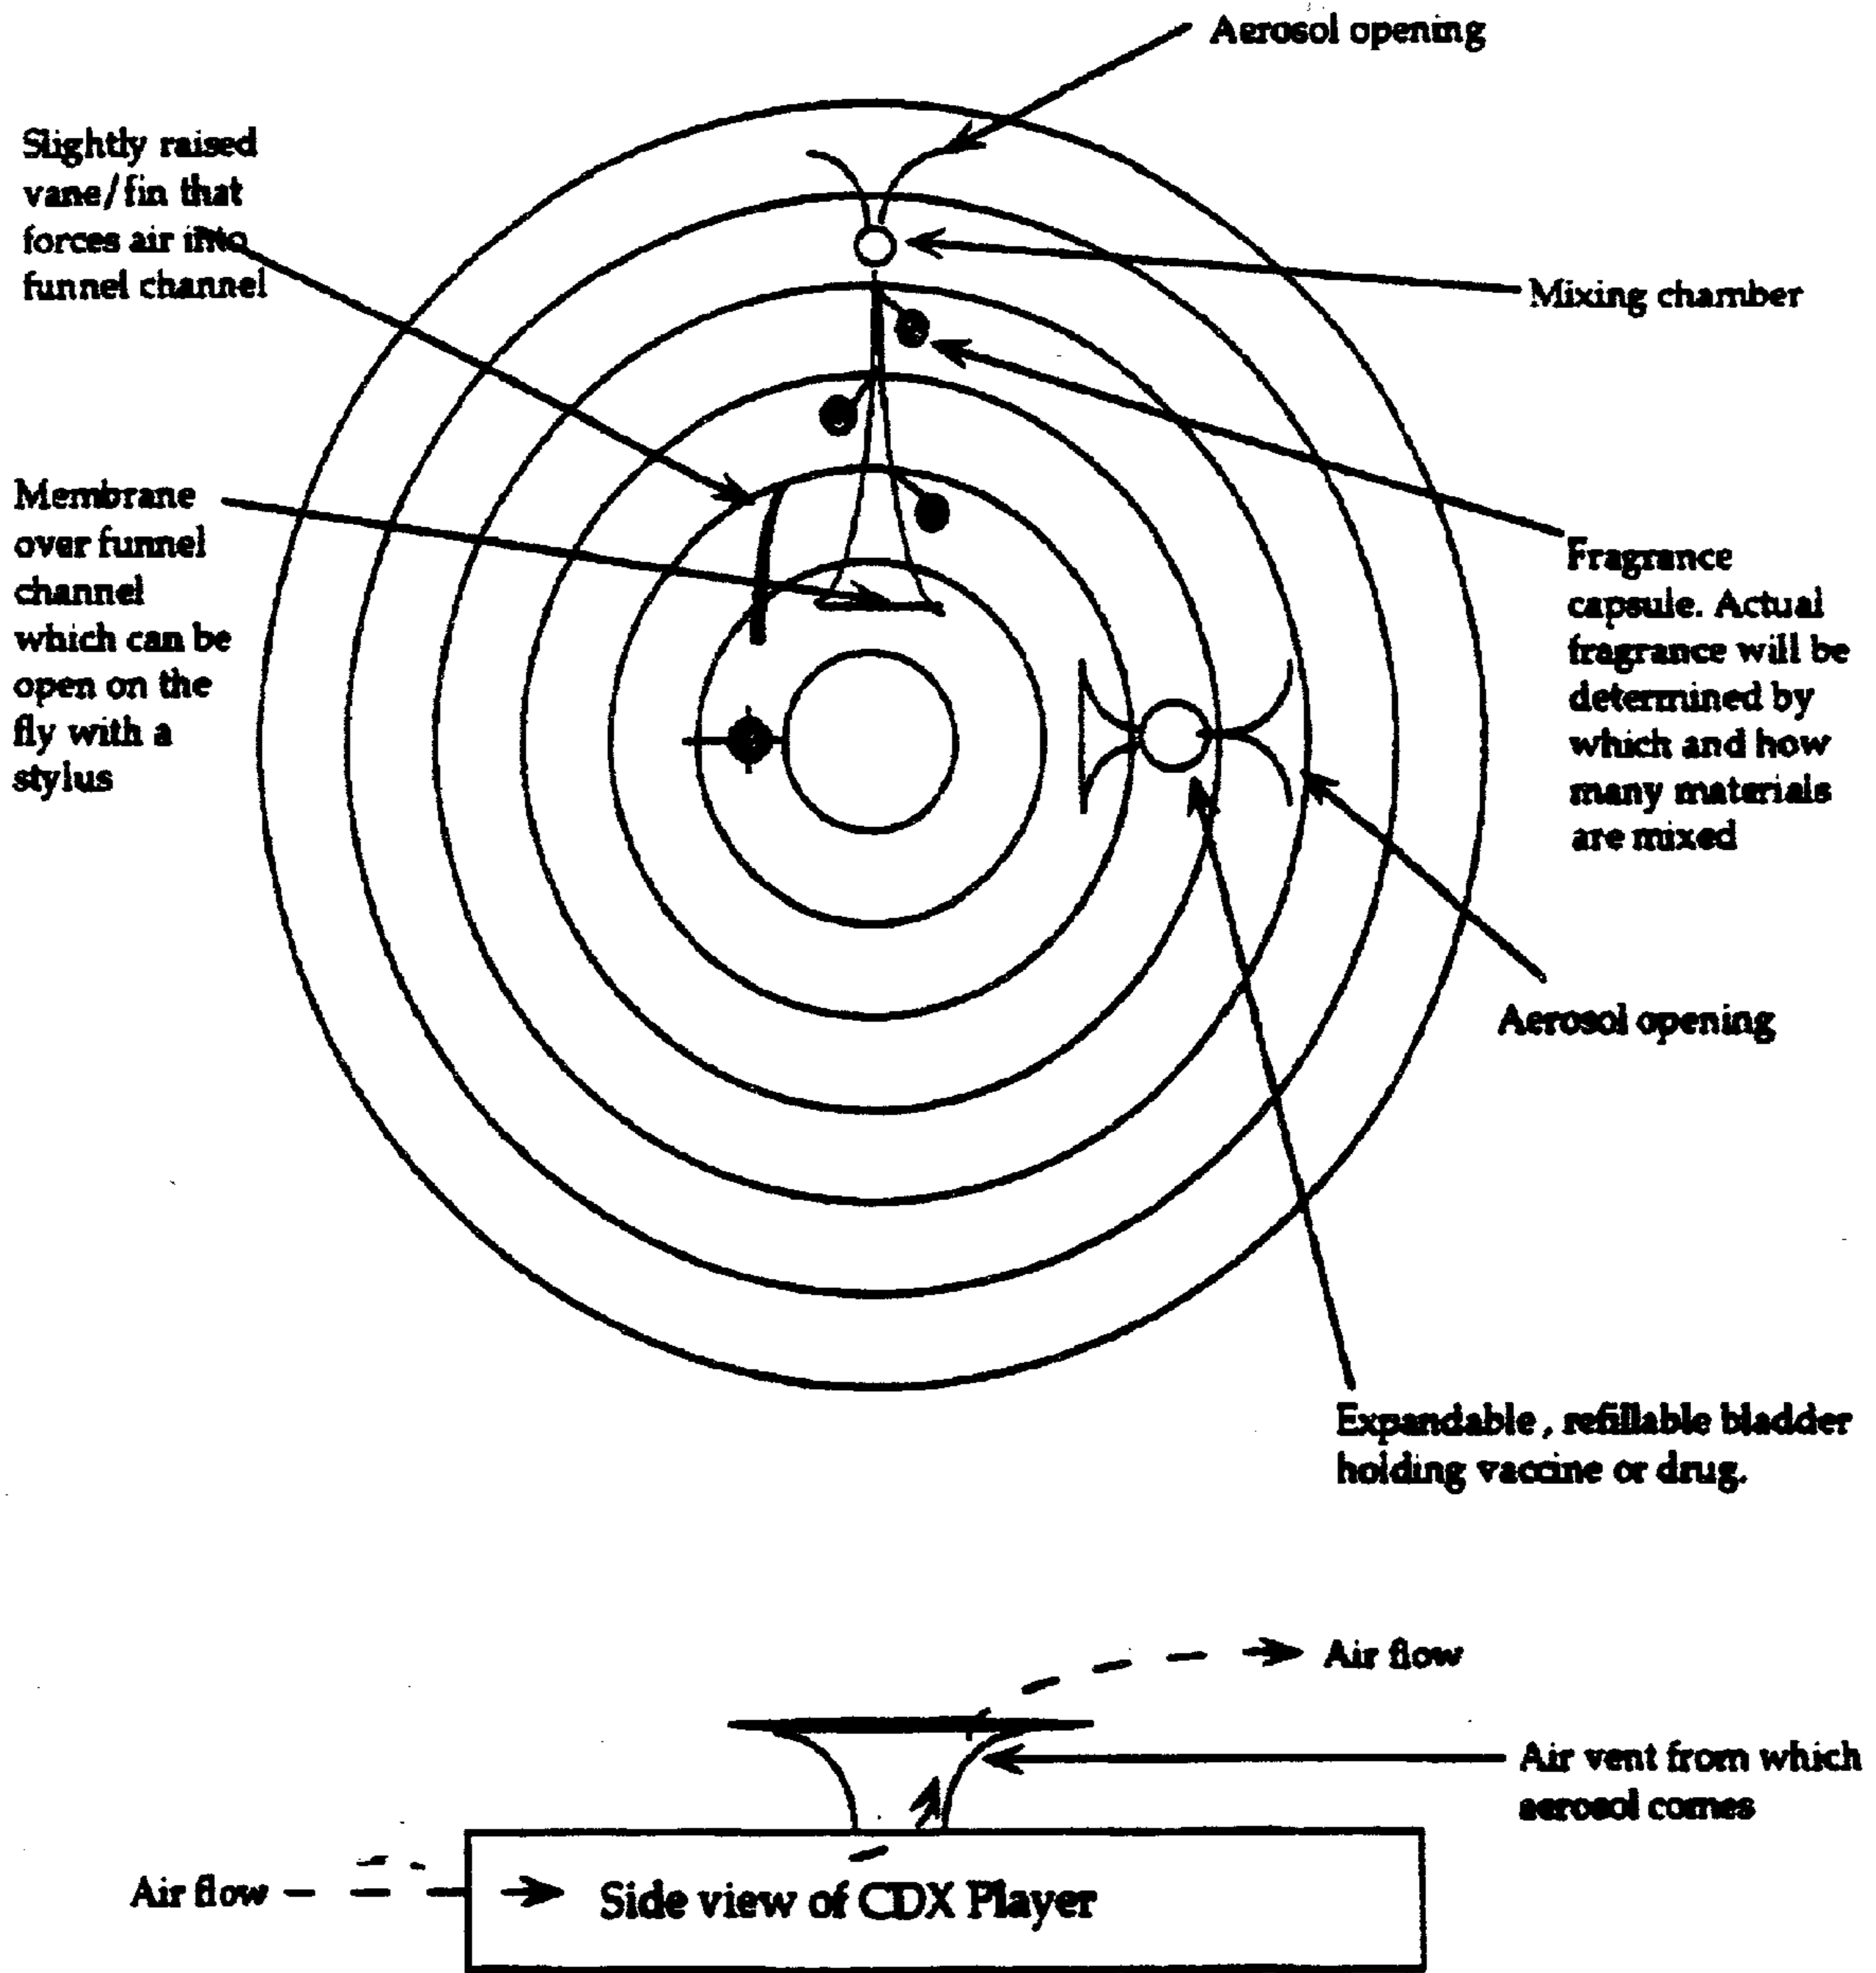 Aerosol opening
Slightly raised
vane/fin that
forces air into
funnel channel
Mixing chamber
Membrane
over funnel
channel
which can be
open on the
fly with a
stylus
Fragrance
capsule. Actual
fragrance will be
determined by
which and how
many materials
are mixed
Aerosol opening
Expandable, refillable bladder
holding vaccine or drug.
Air flow
Air vent from which
aerosol comes
Air flow
Side view of CDX Player